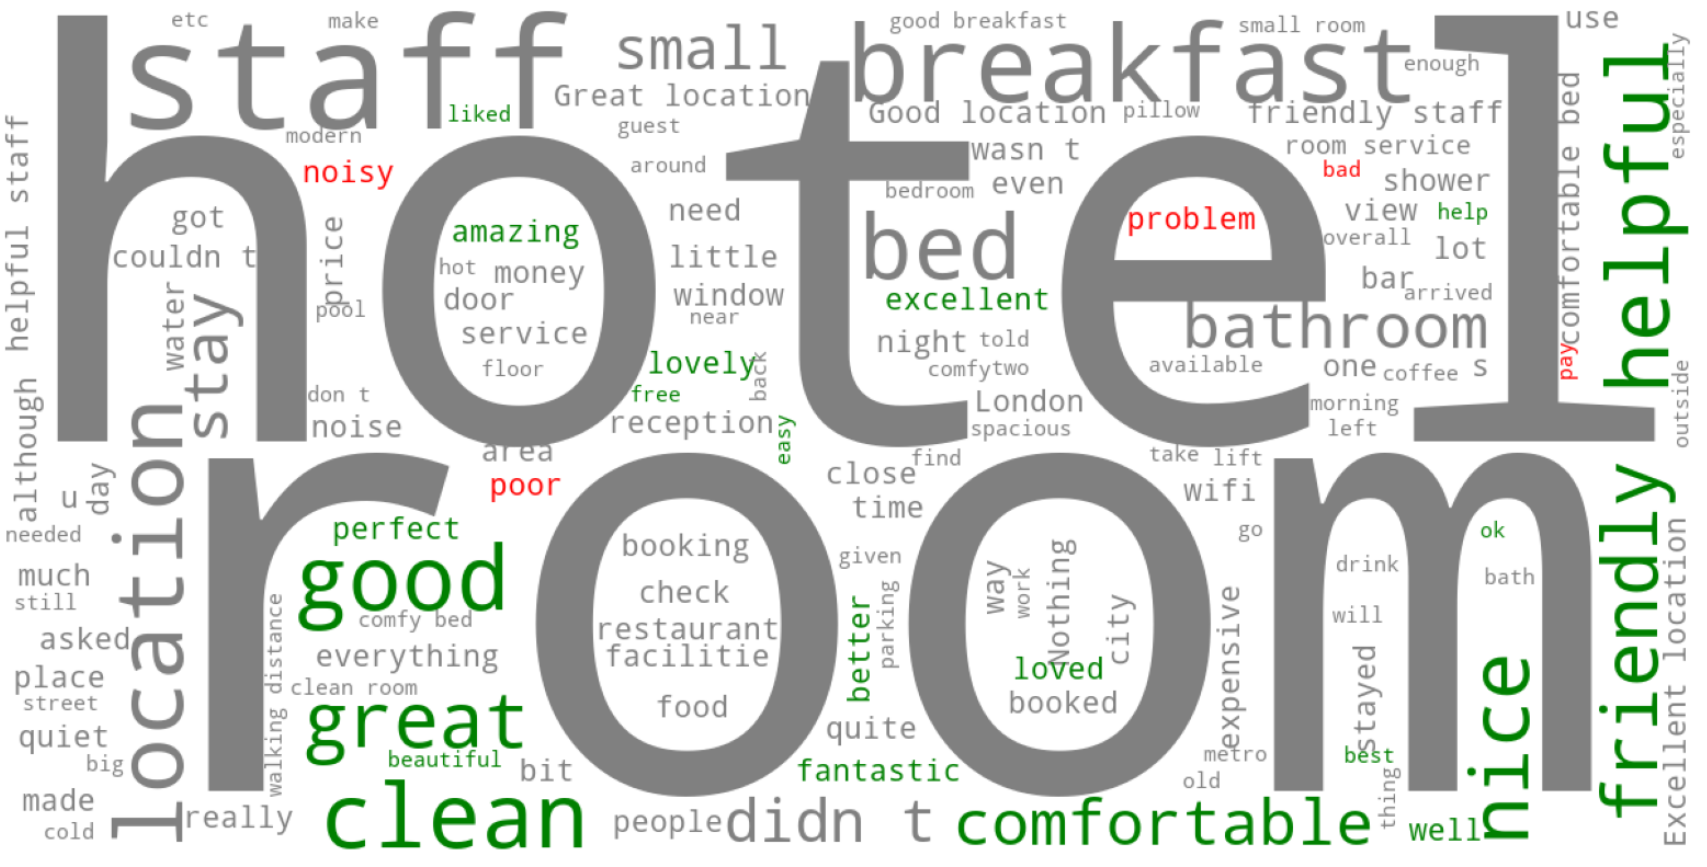 etc
make
good breakfast
small room
use
hotel
staff
small
breakfast
enough
especially
helpful
Great location
liked
Good location
pillow
friendly staff
guest
modern
noisy
around
wasn t
room service
bad
bedroom
even
shower
comfortable bed
helpful staff
got
need
problem
view
help
amazing
couldn t
price
little
bed
overall
lot
hot
money
door
window
excellent
bar
arrived
pool
near
service
bathroom
water
stay
night
told
floor
lovely
back
comfytwo
available
one
coffee
s
pay
outside
don t
free
London
morning
although
noise
reception
spacious
left
easy
area
find
take
lift
location
room
u
day
poor
close
wifi
time
friendly
needed
perfect
booking
given
go
ok
Excellent location
much
good
check
way
work
Nothing
city
drink
bath
still
comfy bed
restaurant
better
parking
expensive
will
asked
everything
facilitie
loved
stayed
nice
place
clean room
walking distance
street
great
food
booked
quiet
quite
big
beautiful
bit
fantastic
metro
best
old
thing
made
cold
really
clean
people
didn t
comfortable
well